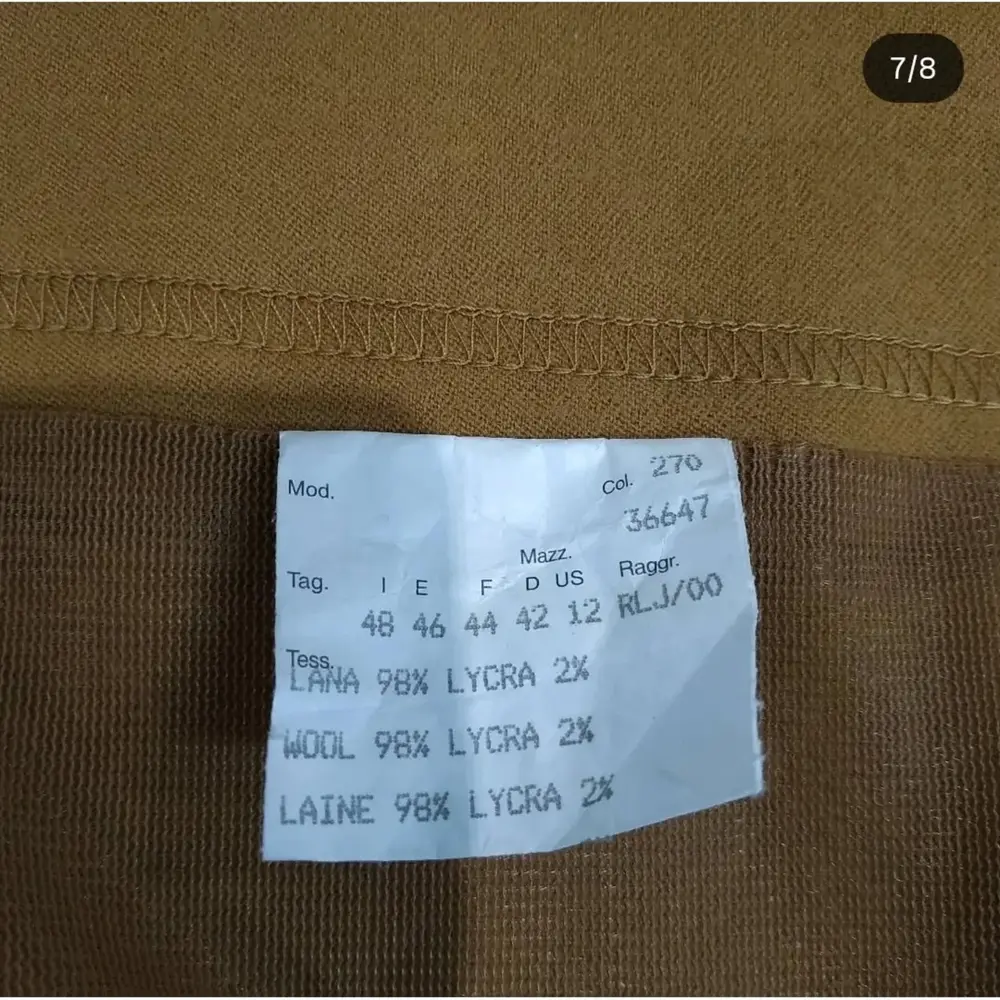 7/8
Mod.
Col. 270
36647
Mazz.
Tag. I E F D US Raggr.
48 46 44 42 12 RLJ/00
Tess.
LANA 98% LYCRA 2%
WOOL 98% LYCRA 2%
LAINE 98% LYCRA 2%